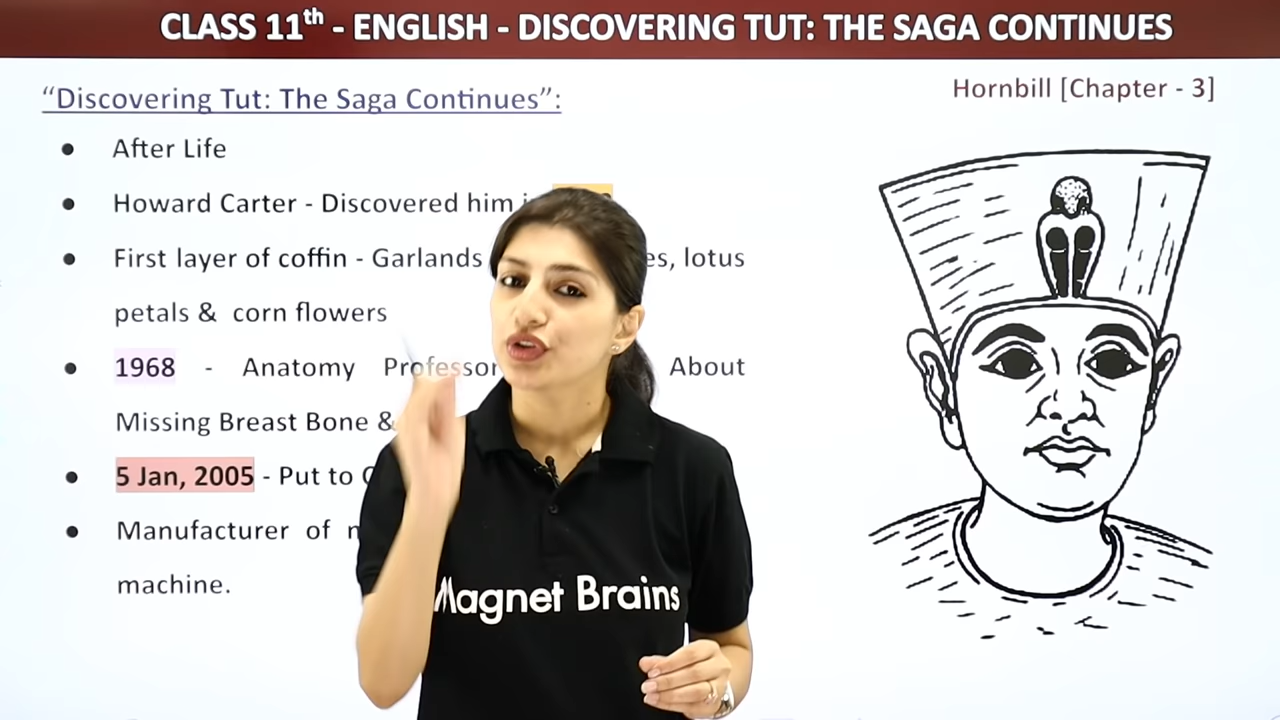 CLASS 11th - ENGLISH - DISCOVERING TUT: THE SAGA CONTINUES
Hornbill [Chapter - 3]
“Discovering Tut: The Saga Continues”:
● After Life
● Howard Carter - Discovered him
● First layer of coffin - Garlands lotus
petals & corn flowers
● 1968 - Anatomy Professor About
Missing Breast Bone &
● 5 Jan, 2005 - Put to
● Manufacturer of
machine.
Magnet Brains